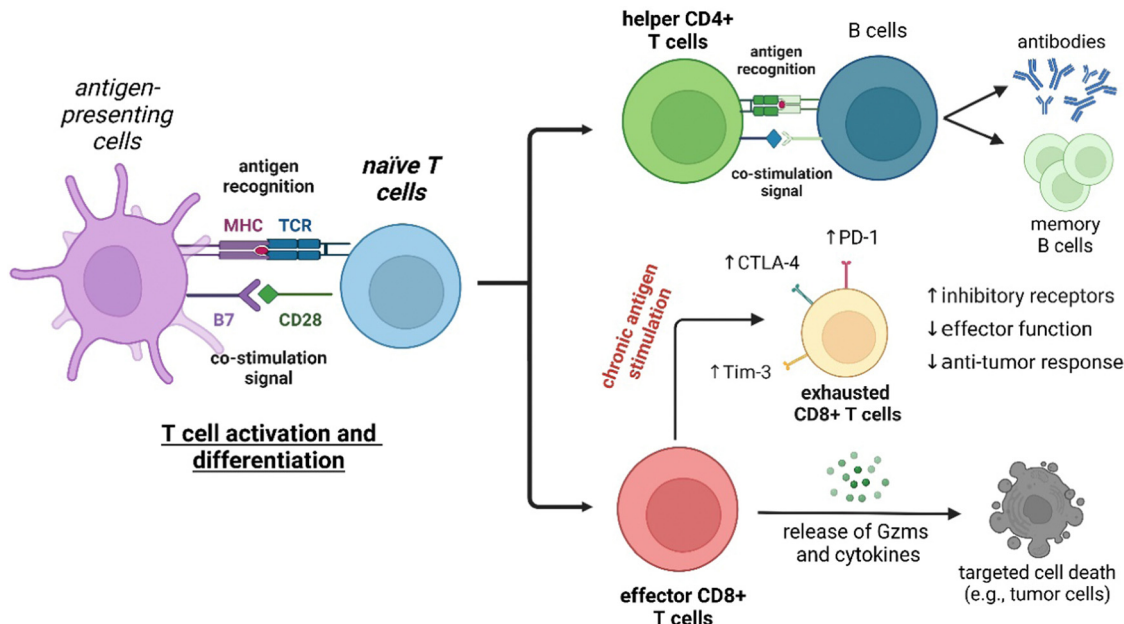 antigen-
presenting
cells
antigen
recognition
MHC
TCR
naïve T
cells
B7
CD28
co-stimulation
signal
T cell activation and
differentiation
helper CD4+
T cells
antigen
recognition
co-stimulation
signal
B cells
antibodies
memory
B cells
chronic antigen
stimulation
↑PD-1
↑CTLA-4
↑Tim-3
exhausted
CD8+ T cells
↑inhibitory receptors
↓effector function
↓anti-tumor response
effector CD8+
T cells
release of Gzms
and cytokines
targeted cell death
(e.g., tumor cells)